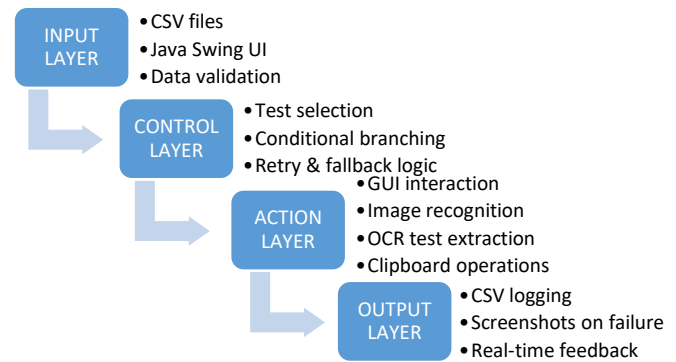 INPUT
LAYER
•CSV files
•Java Swing UI
•Data validation
CONTROL
LAYER
•Test selection
•Conditional branching
•Retry & fallback logic
ACTION
LAYER
•GUI interaction
•Image recognition
•OCR test extraction
•Clipboard operations
OUTPUT
LAYER
•CSV logging
•Screenshots on failure
•Real-time feedback